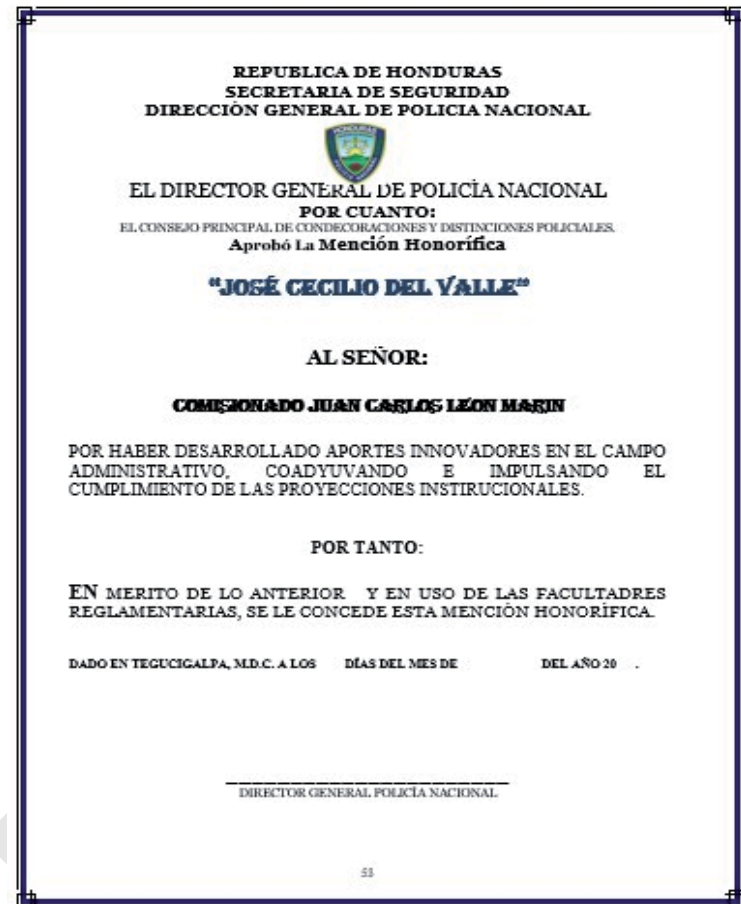 REPUBLICA DE HONDURAS
SECRETARIA DE SEGURIDAD
DIRECCIÓN GENERAL DE POLICIA NACIONAL
HONDURAS
POLICIA NACIONAL
EL DIRECTOR GENERAL DE POLICÍA NACIONAL
POR CUANTO:
EL CONSEJO PRINCIPAL DE CONDECORACIONES Y DISTINCIONES POLICIALES.
Aprobó La Mención Honorífica
"JOSÉ CECILIO DEL VALLE"
AL SEÑOR:
COMISIONADO JUAN CARLOS LEON MARIN
POR HABER DESARROLLADO APORTES INNOVADORES EN EL CAMPO
ADMINISTRATIVO, COADYUVANDO E IMPULSANDO EL
CUMPLIMIENTO DE LAS PROYECCIONES INSTIRUCIONALES.
POR TANTO:
EN MERITO DE LO ANTERIOR Y EN USO DE LAS FACULTADRES
REGLAMENTARIAS, SE LE CONCEDE ESTA MENCIÓN HONORÍFICA.
DADO EN TEGUCIGALPA, M.D.C. A LOS DÍAS DEL MES DE DEL AÑO 20 .
DIRECTOR GENERAL POLICÍA NACIONAL
53